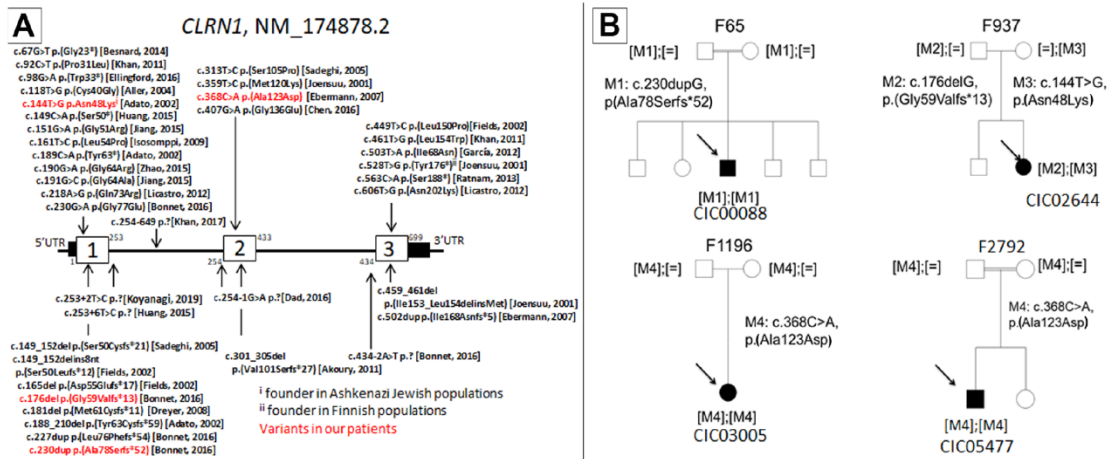 A
CLRN1, NM_174878.2
c.67G>T p.(Gly23*) [Besnard, 2014]
c.92C>T p.(Pro31Leu) [Khan, 2011]
c.98G>A p.(Trp33*) [Ellingford, 2016]
c.118T>G p.(Cys40Gly) [Aller, 2004]
c.144T>G p.Asn48Lysⁱ [Adato, 2002]
c.149C>A p.(Ser50*) [Huang, 2015]
c.151G>A p.(Gly51Arg) [Jiang, 2015]
c.161T>C p.(Leu54Pro) [Isosomppi, 2009]
c.189C>A p.(Tyr63*) [Adato, 2002]
c.190G>A p.(Gly64Arg) [Zhao, 2015]
c.191G>C p.(Gly64Ala) [Jiang, 2015]
c.218A>G p.(Gln73Arg) [Licastro, 2012]
c.230G>A p.(Gly77Glu) [Bonnet, 2016]
c.254-649 p.?[Khan, 2017]
c.313T>C p.(Ser105Pro) [Sadeghi, 2005]
c.359T>C p.(Met120Lys) [Joensuu, 2001]
c.368C>A p.(Ala123Asp) [Ebermann, 2007]
c.407G>A p.(Gly136Glu) [Chen, 2016]
c.449T>C p.(Leu150Pro) [Fields, 2002]
c.461T>G p.(Leu154Trp) [Khan, 2011]
c.503T>A p.(Ile68Asn) [García, 2012]
c.528T>G p.(Tyr176*)ⁱⁱ [Joensuu, 2001]
c.563C>A p.(Ser188*) [Ratnam, 2013]
c.606T>G p.(Asn202Lys) [Licastro, 2012]
5'UTR
1
1
253
2
254
433
3
434
699
3'UTR
c.253+2T>C p.? [Koyanagi, 2019]
c.253+6T>C p.? [Huang, 2015]
c.254-1G>A p.? [Dad, 2016]
c.459_461del
p.(Ile153_Leu154delinsMet) [Joensuu, 2001]
c.502dup p.(Ile168Asnfs*5) [Ebermann, 2007]
c.149_152del p.(Ser50Cysfs*21) [Sadeghi, 2005]
c.149_152delins8nt
p.(Ser50Leufs*12) [Fields, 2002]
c.165del p.(Asp55Glufs*17) [Fields, 2002]
c.176del p.(Gly59Valfs*13) [Bonnet, 2016]
c.181del p.(Met61Cysfs*11) [Dreyer, 2008]
c.188_210del p.(Tyr63Cysfs*59) [Adato, 2002]
c.227dup p.(Leu76Phefs*54) [Bonnet, 2016]
c.230dup p.(Ala78Serfs*52) [Bonnet, 2016]
c.301_305del
p.(Val101Serfs*27) [Akoury, 2011]
c.434-2A>T p.? [Bonnet, 2016]
ⁱ founder in Ashkenazi Jewish populations
ⁱⁱ founder in Finnish populations
Variants in our patients
B
F65
[M1];[=]
[M1];[=]
M1: c.230dupG,
p.(Ala78Serfs*52)
[M1];[M1]
CIC00088
F937
[M2];[=]
[=];[M3]
M2: c.176delG,
p.(Gly59Valfs*13)
M3: c.144T>G,
p.(Asn48Lys)
[M2];[M3]
CIC02644
F1196
[M4];[=]
[M4];[=]
M4: c.368C>A,
p.(Ala123Asp)
[M4];[M4]
CIC03005
F2792
[M4];[=]
[M4];[=]
M4: c.368C>A,
p.(Ala123Asp)
[M4];[M4]
CIC05477